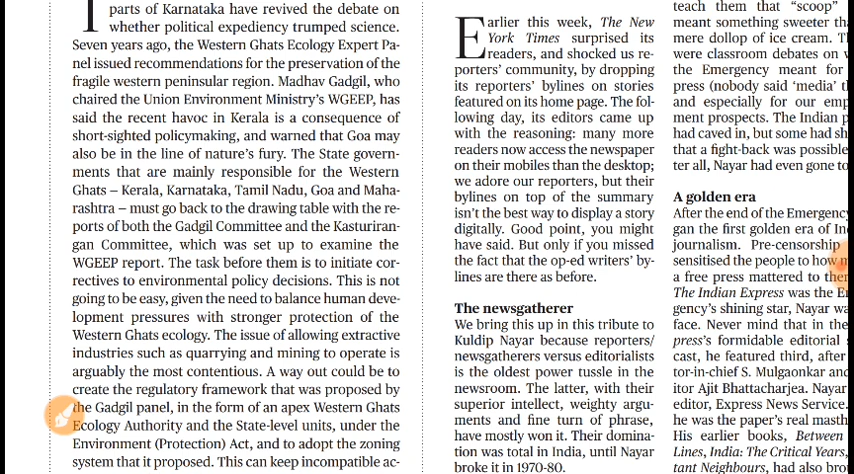 parts of Karnataka have revived the debate on
I whether political expediency trumped science.
Seven years ago, the Western Ghats Ecology Expert Pa-
nel issued recommendations for the preservation of the
fragile western peninsular region. Madhav Gadgil, who
chaired the Union Environment Ministry's WGEEP, has
said the recent havoc in Kerala is a consequence of
short-sighted policymaking, and warned that Goa may
also be in the line of nature's fury. The State govern-
ments that are mainly responsible for the Western
Ghats – Kerala, Karnataka, Tamil Nadu, Goa and Maha-
rashtra – must go back to the drawing table with the re-
ports of both the Gadgil Committee and the Kasturiran-
gan Committee, which was set up to examine the
WGEEP report. The task before them is to initiate cor-
rectives to environmental policy decisions. This is not
going to be easy, given the need to balance human deve-
lopment pressures with stronger protection of the
Western Ghats ecology. The issue of allowing extractive
industries such as quarrying and mining to operate is
arguably the most contentious. A way out could be to
create the regulatory framework that was proposed by
the Gadgil panel, in the form of an apex Western Ghats
Ecology Authority and the State-level units, under the
Environment (Protection) Act, and to adopt the zoning
system that it proposed. This can keep incompatible ac-
Earlier this week, The New
York Times surprised its
readers, and shocked us re-
porters' community, by dropping
its reporters' bylines on stories
featured on its home page. The fol-
lowing day, its editors came up
with the reasoning: many more
readers now access the newspaper
on their mobiles than the desktop;
we adore our reporters, but their
bylines on top of the summary
isn't the best way to display a story
digitally. Good point, you might
have said. But only if you missed
the fact that the op-ed writers' by-
lines are there as before.
The newsgatherer
We bring this up in this tribute to
Kuldip Nayar because reporters/
newsgatherers versus editorialists
is the oldest power tussle in the
newsroom. The latter, with their
superior intellect, weighty argu-
ments and fine turn of phrase,
have mostly won it. Their domina-
tion was total in India, until Nayar
broke it in 1970-80.
teach them that "scoop"
meant something sweeter
mere dollop of ice cream.
were classroom debates on
the Emergency meant for
press (nobody said 'media'
and especially for our
ment prospects. The Indian
had caved in, but some had
that a fight-back was possible
ter all, Nayar had even gone to
A golden era
After the end of the Emergency
gan the first golden era of
journalism. Pre-censorship
sensitised the people to how
a free press mattered to
The Indian Express was the
gency's shining star, Nayar
face. Never mind that in the
press's formidable editorial
cast, he featured third, after
tor-in-chief S. Mulgaonkar
itor Ajit Bhattacharjea. Nayar
editor, Express News Service.
he was the paper's real
His earlier books, Between
Lines, India: The Critical Years,
tant Neighbours, had also